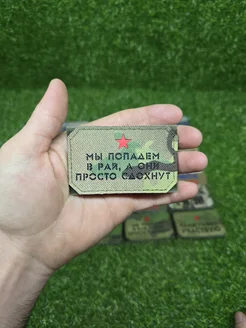 МЫ ПОПАДЕМ
В РАЙ, А ОНИ
ПРОСТО СДОХНУТ